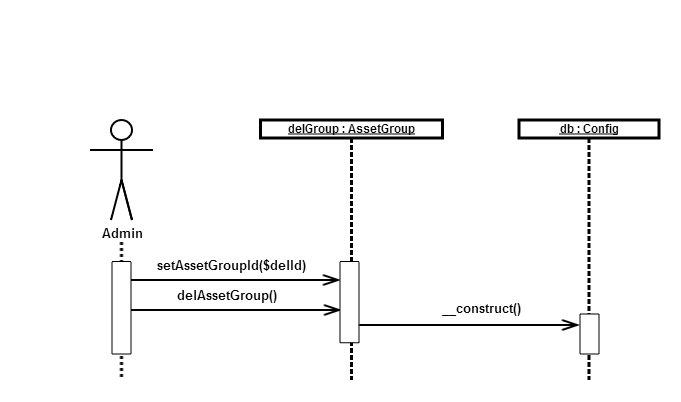 delGroup : AssetGroup
db : Config
Admin
setAssetGroupId($delId)
delAssetGroup()
__construct()